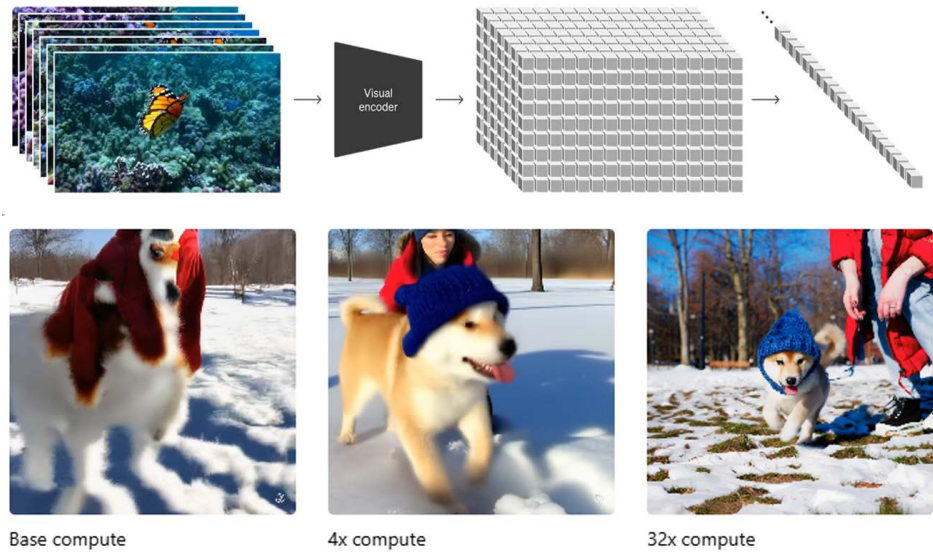 Visual
encoder
Base compute
4x compute
32x compute